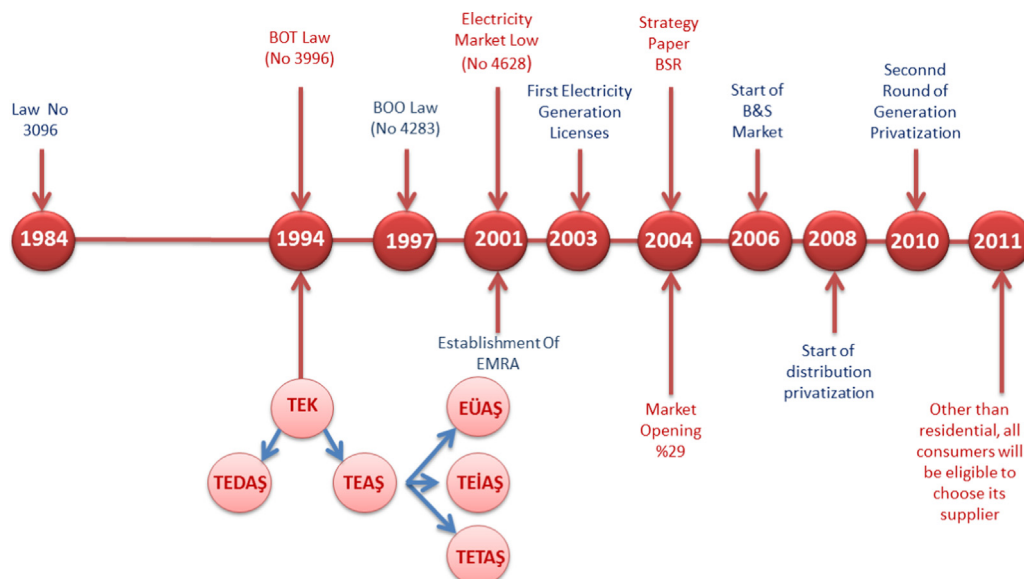 Law No
3096
BOT Law
(No 3996)
BOO Law
(No 4283)
Electricity
Market Low
(No 4628)
First Electricity
Generation
Licenses
Strategy
Paper
BSR
Start of
B&S
Market
Seconnd
Round of
Generation
Privatization
1984
1994
1997
2001
2003
2004
2006
2008
2010
2011
Establishment Of
EMRA
TEK
TEDAŞ
TEAŞ
EÜAŞ
TEİAŞ
TETAŞ
Market
Opening
%29
Start of
distribution
privatization
Other than
residential, all
consumers will
be eligible to
choose its
supplier